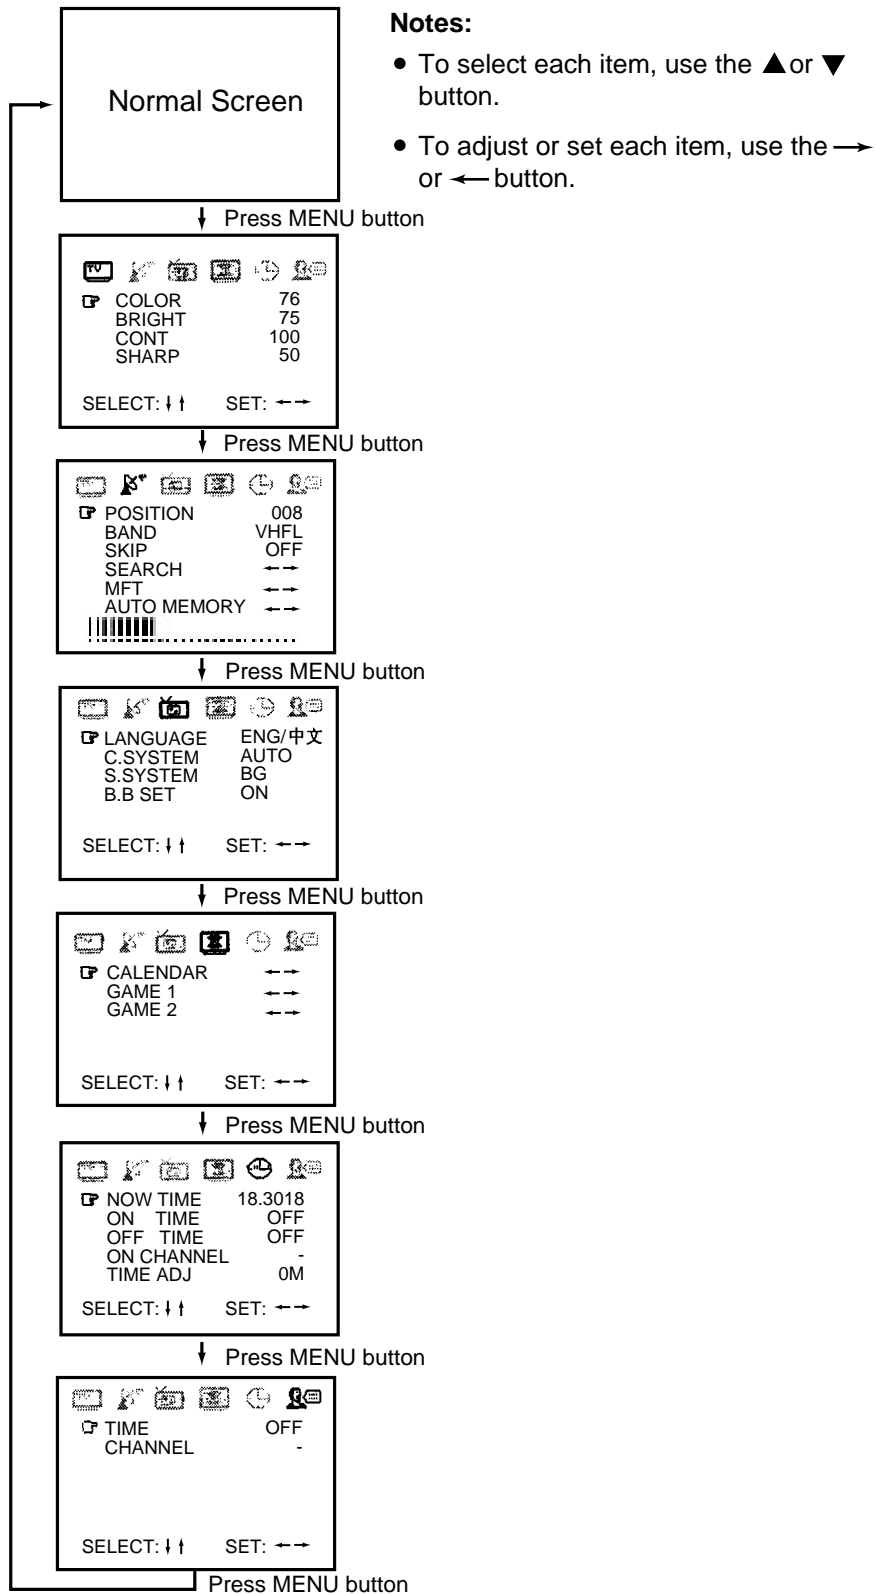 Normal Screen
Notes:
• To select each item, use the ▲ or ▼
button.
• To adjust or set each item, use the →
or ← button.
Press MENU button
TV
COLOR 76
BRIGHT 75
CONT 100
SHARP 50
SELECT: ↓↑ SET: ←→
Press MENU button
POSITION 008
BAND VHFL
SKIP OFF
SEARCH ←→
MFT ←→
AUTO MEMORY ←→
Press MENU button
LANGUAGE ENG/中文
C.SYSTEM AUTO
S.SYSTEM BG
B.B SET ON
SELECT: ↓↑ SET: ←→
Press MENU button
CALENDAR ←→
GAME 1 ←→
GAME 2 ←→
SELECT: ↓↑ SET: ←→
Press MENU button
NOW TIME 18.3018
ON TIME OFF
OFF TIME OFF
ON CHANNEL -
TIME ADJ 0M
SELECT: ↓↑ SET: ←→
Press MENU button
TIME OFF
CHANNEL -
SELECT: ↓↑ SET: ←→
Press MENU button